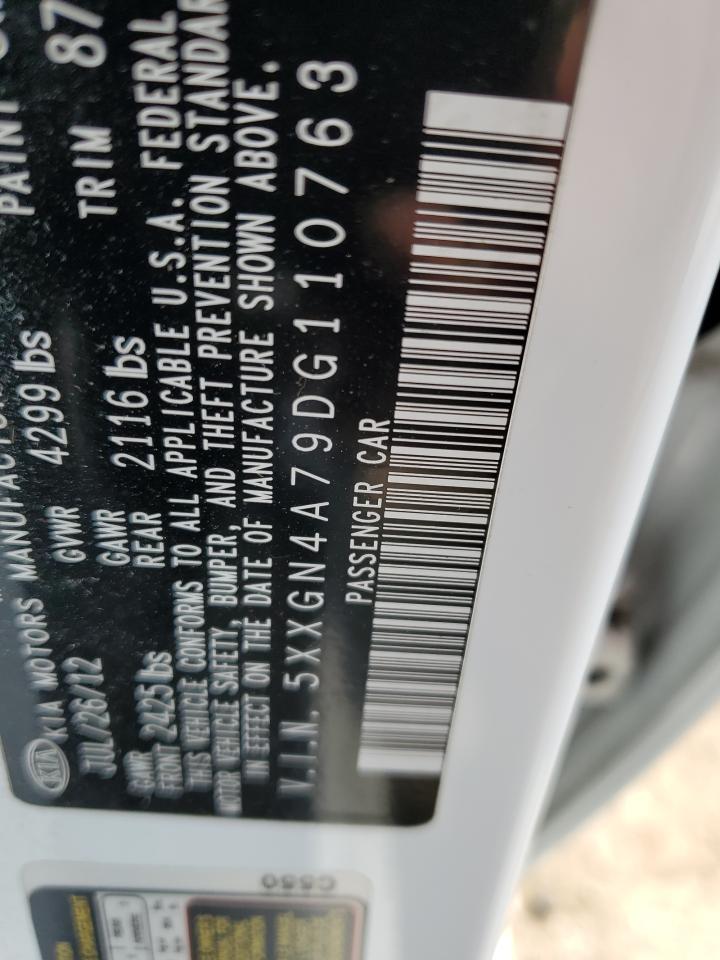 KIA KIA MOTORS
JUL/26/12 GVWR 4299 lbs PAINT
GAWR FRONT 2425 lbs GAWR REAR 2116 lbs TRIM 87
THIS VEHICLE CONFORMS TO ALL APPLICABLE U.S.A. FEDERAL
MOTOR VEHICLE SAFETY, BUMPER, AND THEFT PREVENTION STANDAR
IN EFFECT ON THE DATE OF MANUFACTURE SHOWN ABOVE.
V.I.N. 5XXGN4A79DG110763
PASSENGER CAR